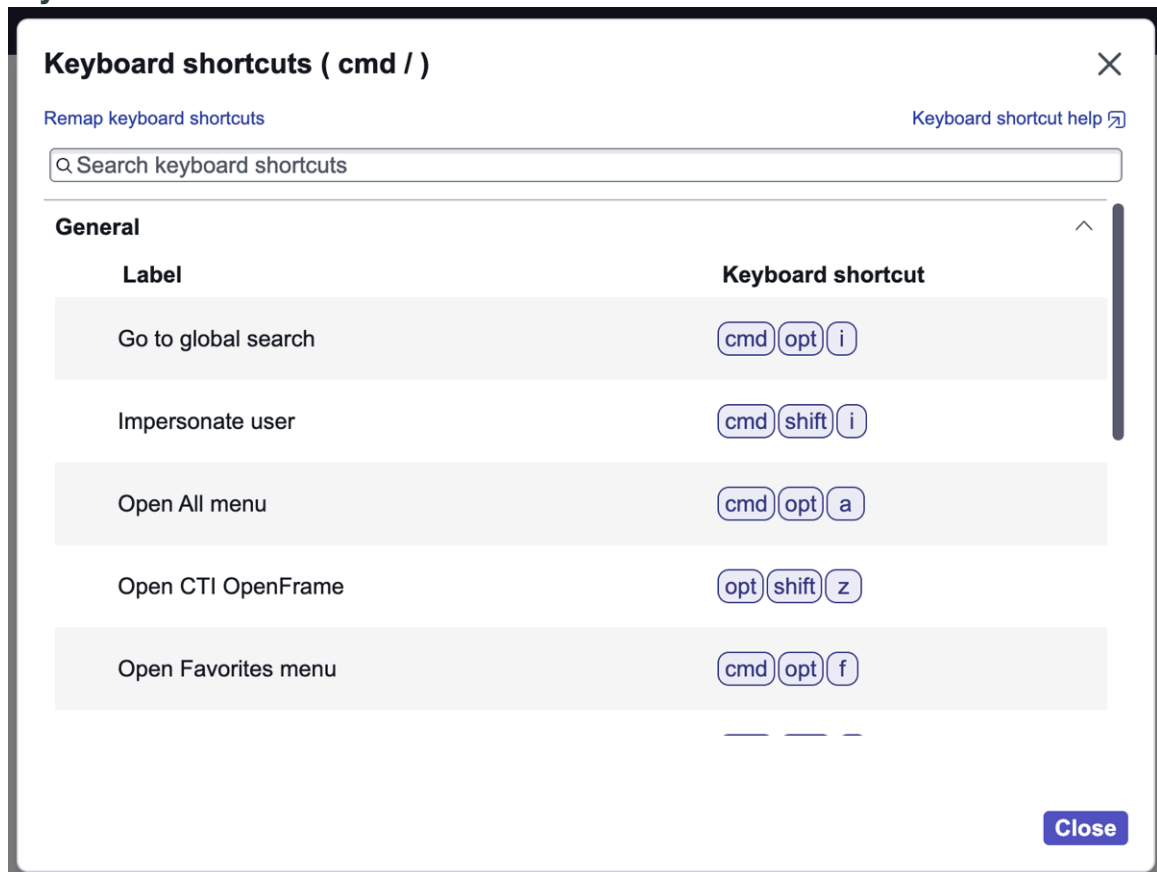 Keyboard shortcuts ( cmd / )
Remap keyboard shortcuts Keyboard shortcut help
Search keyboard shortcuts
General
Label Keyboard shortcut
Go to global search cmd opt i
Impersonate user cmd shift i
Open All menu cmd opt a
Open CTI OpenFrame opt shift z
Open Favorites menu cmd opt f
Close